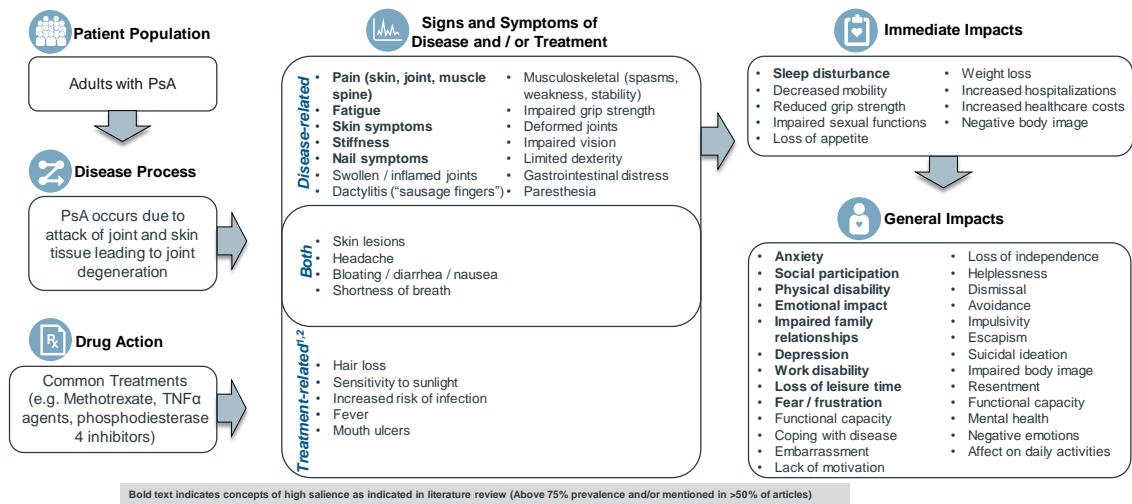 Patient Population
Adults with PsA
Disease Process
PsA occurs due to
attack of joint and skin
tissue leading to joint
degeneration
Rx
Drug Action
Common Treatments
(e.g. Methotrexate, TNFα
agents, phosphodiesterase
4 inhibitors)
Signs and Symptoms of
Disease and / or Treatment
Disease-related
• Pain (skin, joint, muscle
spine)
• Fatigue
• Skin symptoms
• Stiffness
• Nail symptoms
• Swollen / inflamed joints
• Dactylitis (“sausage fingers”)
• Musculoskeletal (spasms,
weakness, stability)
• Impaired grip strength
• Deformed joints
• Impaired vision
• Limited dexterity
• Gastrointestinal distress
• Paresthesia
Both
• Skin lesions
• Headache
• Bloating / diarrhea / nausea
• Shortness of breath
Treatment-related1,2
• Hair loss
• Sensitivity to sunlight
• Increased risk of infection
• Fever
• Mouth ulcers
Immediate Impacts
• Sleep disturbance
• Decreased mobility
• Reduced grip strength
• Impaired sexual functions
• Loss of appetite
• Weight loss
• Increased hospitalizations
• Increased healthcare costs
• Negative body image
General Impacts
• Anxiety
• Social participation
• Physical disability
• Emotional impact
• Impaired family
relationships
• Depression
• Work disability
• Loss of leisure time
• Fear / frustration
• Functional capacity
• Coping with disease
• Embarrassment
• Lack of motivation
• Loss of independence
• Helplessness
• Dismissal
• Avoidance
• Impulsivity
• Escapism
• Suicidal ideation
• Impaired body image
• Resentment
• Functional capacity
• Mental health
• Negative emotions
• Affect on daily activities
Bold text indicates concepts of high salience as indicated in literature review (Above 75% prevalence and/or mentioned in >50% of articles)